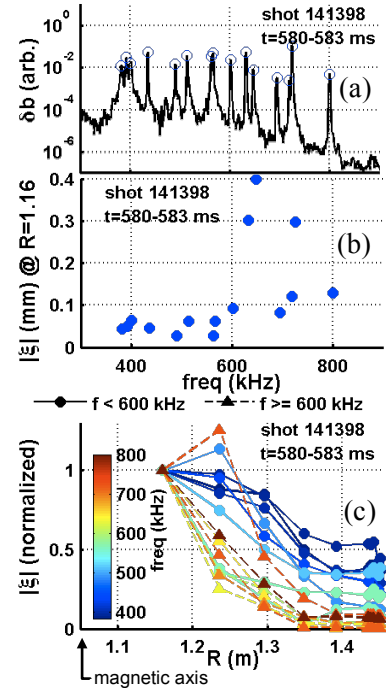 shot 141398
t=580-583 ms
(a)
δb (arb.)
10^0
10^-2
10^-4
10^-6
shot 141398
t=580-583 ms
(b)
|ξ| (mm) @ R=1.16
0.4
0.3
0.2
0.1
0
400 600 800
freq (kHz)
f < 600 kHz f >= 600 kHz
shot 141398
t=580-583 ms
(c)
|ξ| (normalized)
1
0.5
0
800
700
600
500
400
freq (kHz)
1.1 1.2 1.3 1.4
R (m)
magnetic axis